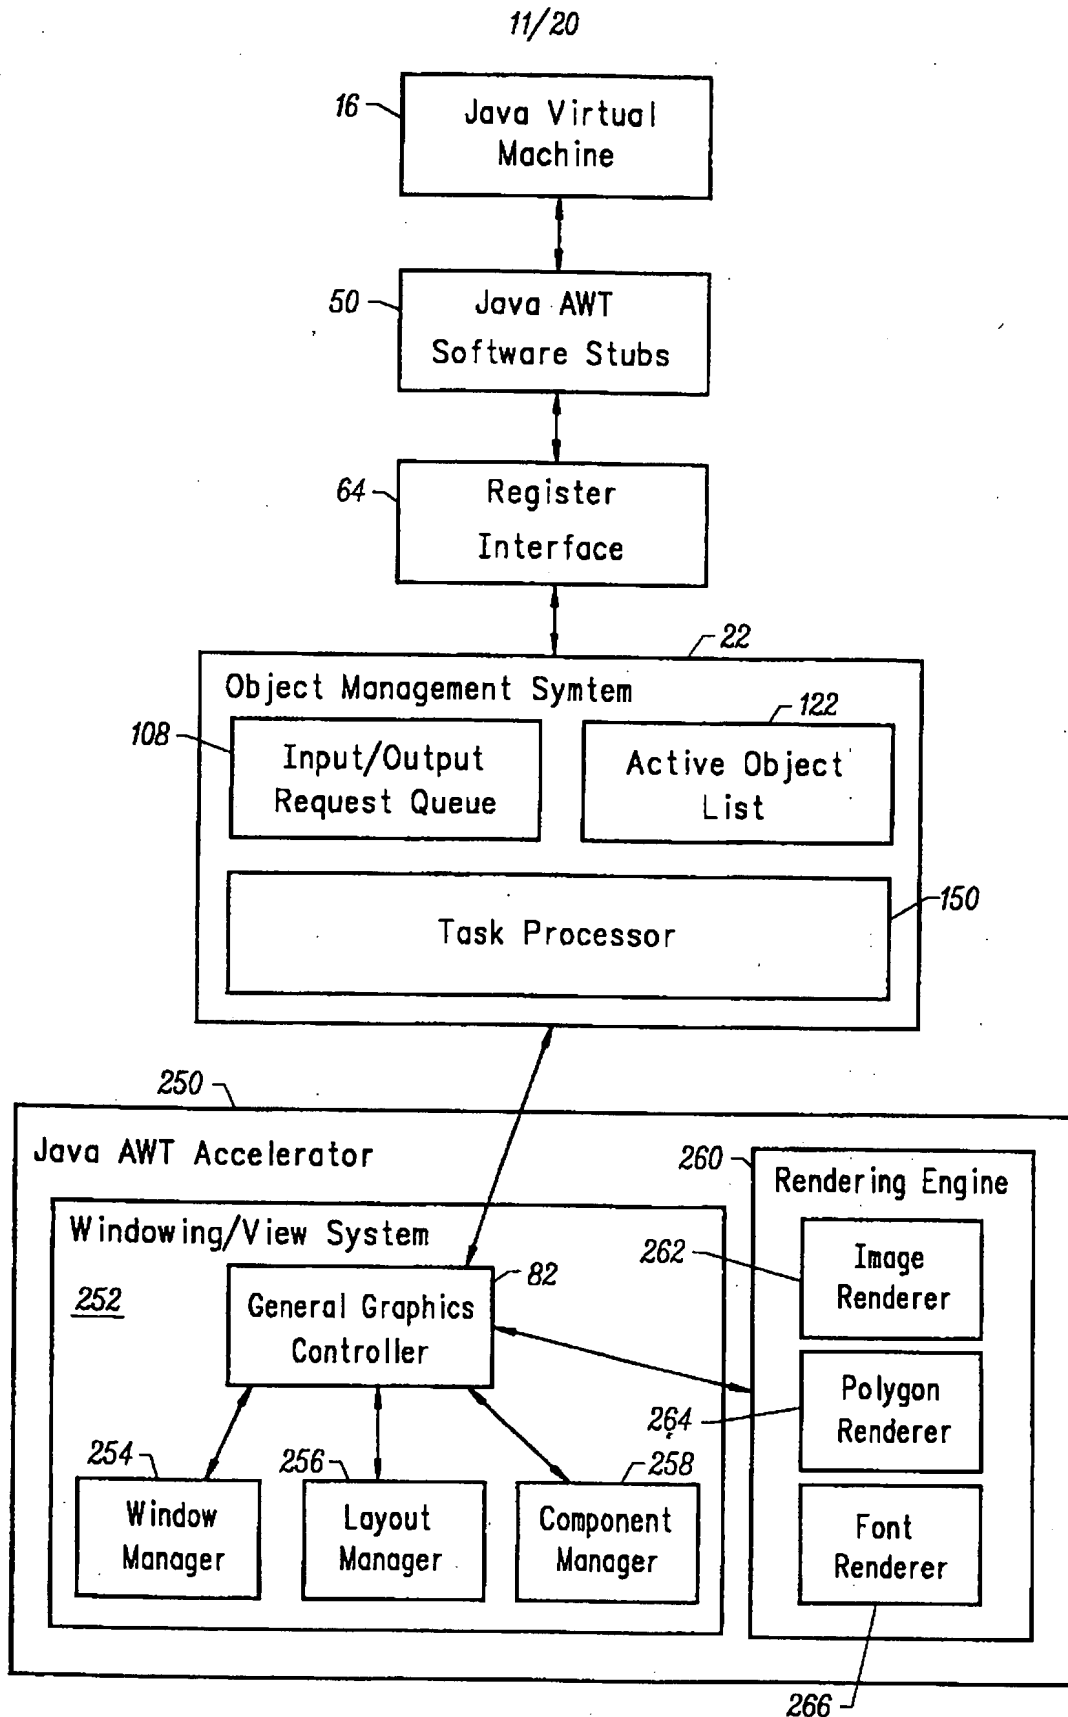 11/20
16
Java Virtual
Machine
50
Java AWT
Software Stubs
64
Register
Interface
22
Object Management Symtem
108
Input/Output
Request Queue
122
Active Object
List
150
Task Processor
250
Java AWT Accelerator
Windowing/View System
252
82
General Graphics
Controller
254
Window
Manager
256
Layout
Manager
258
Component
Manager
260
Rendering Engine
262
Image
Renderer
264
Polygon
Renderer
Font
Renderer
266